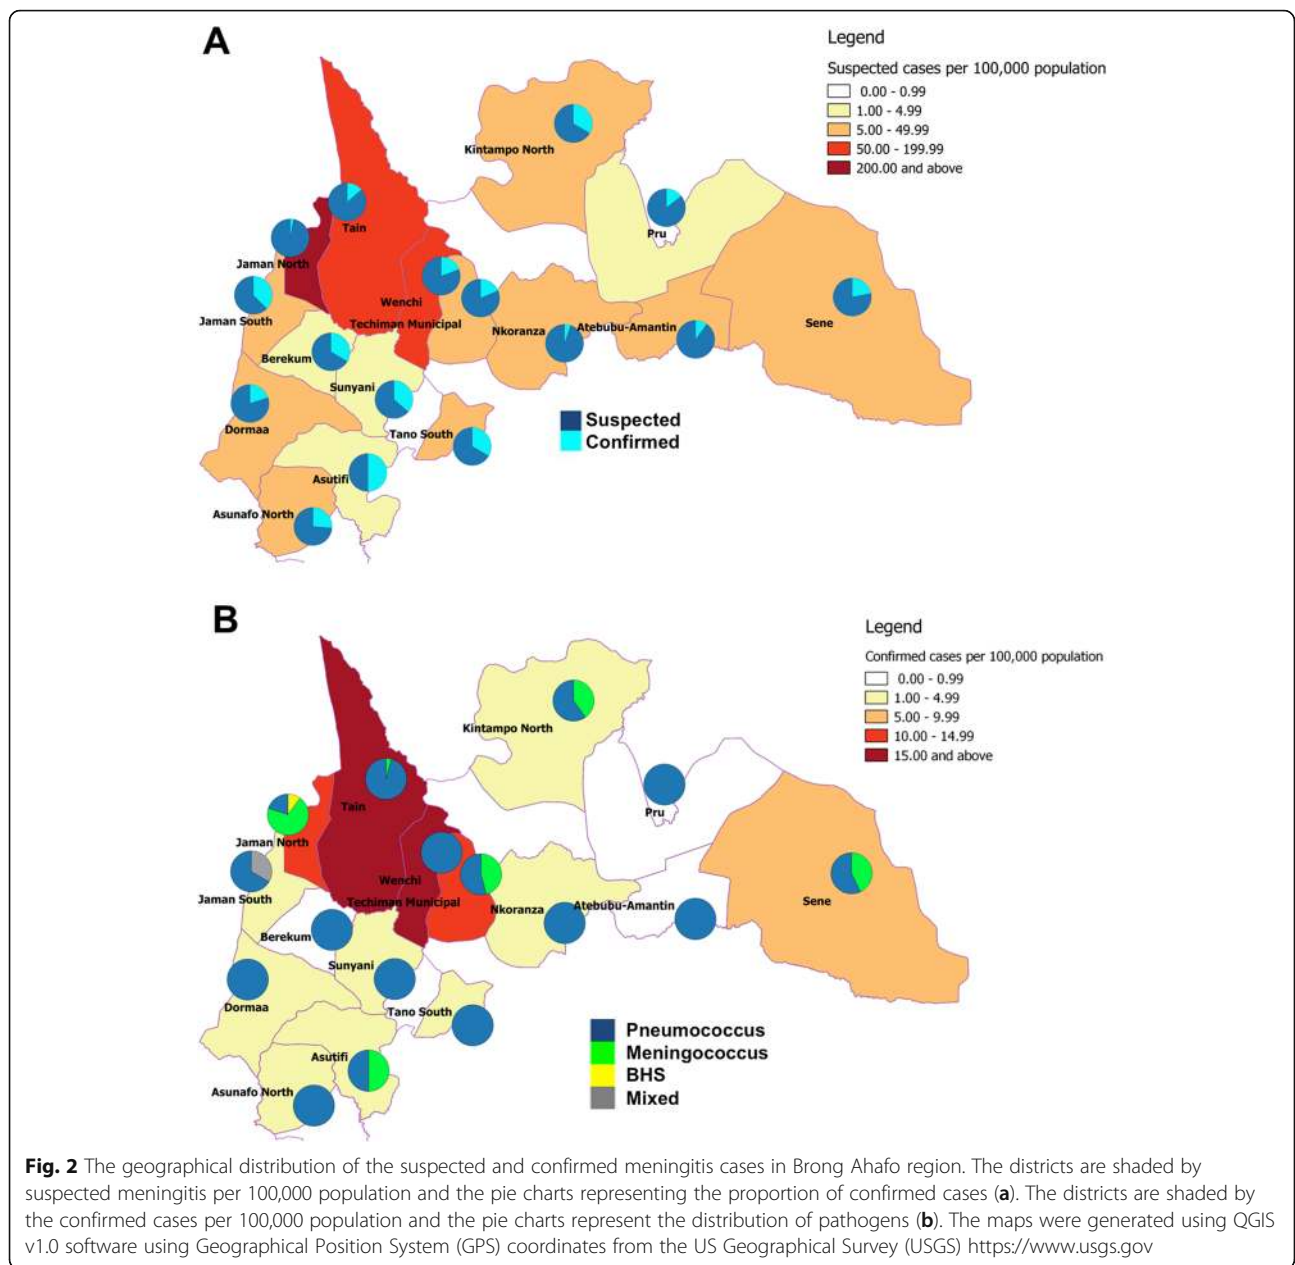 A
Legend
Suspected cases per 100,000 population
0.00 - 0.99
1.00 - 4.99
5.00 - 49.99
50.00 - 199.99
200.00 and above
Kintampo North
Tain
Pru
Jaman North
Wenchi
Sene
Jaman South
Techiman Municipal
Nkoranza
Atebubu-Amantin
Berekum
Sunyani
Dormaa
Tano South
Suspected
Confirmed
Asutifi
Asunafo North
B
Legend
Confirmed cases per 100,000 population
0.00 - 0.99
1.00 - 4.99
5.00 - 9.99
10.00 - 14.99
15.00 and above
Kintampo North
Tain
Pru
Jaman North
Wenchi
Jaman South
Techiman Municipal
Nkoranza
Atebubu-Amantin
Sene
Berekum
Sunyani
Dormaa
Tano South
Pneumococcus
Meningococcus
BHS
Mixed
Asutifi
Asunafo North
Fig. 2 The geographical distribution of the suspected and confirmed meningitis cases in Brong Ahafo region. The districts are shaded by
suspected meningitis per 100,000 population and the pie charts representing the proportion of confirmed cases (a). The districts are shaded by
the confirmed cases per 100,000 population and the pie charts represent the distribution of pathogens (b). The maps were generated using QGIS
v1.0 software using Geographical Position System (GPS) coordinates from the US Geographical Survey (USGS) https://www.usgs.gov